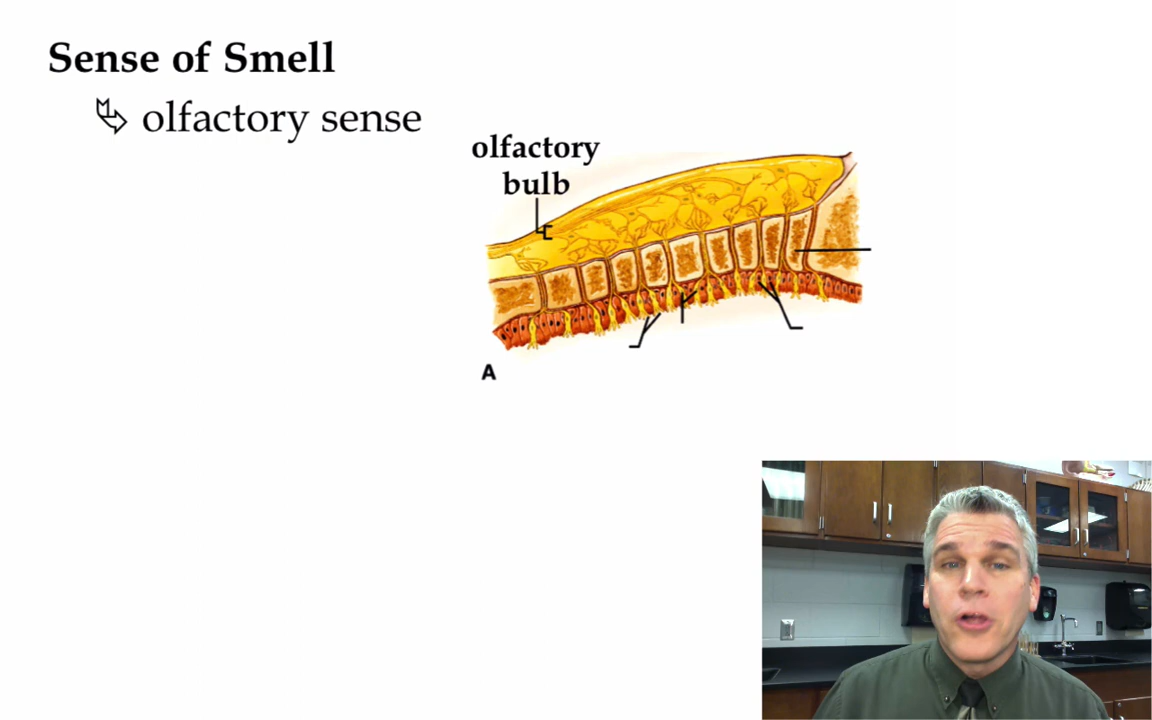 Sense of Smell
olfactory sense
olfactory
bulb
A